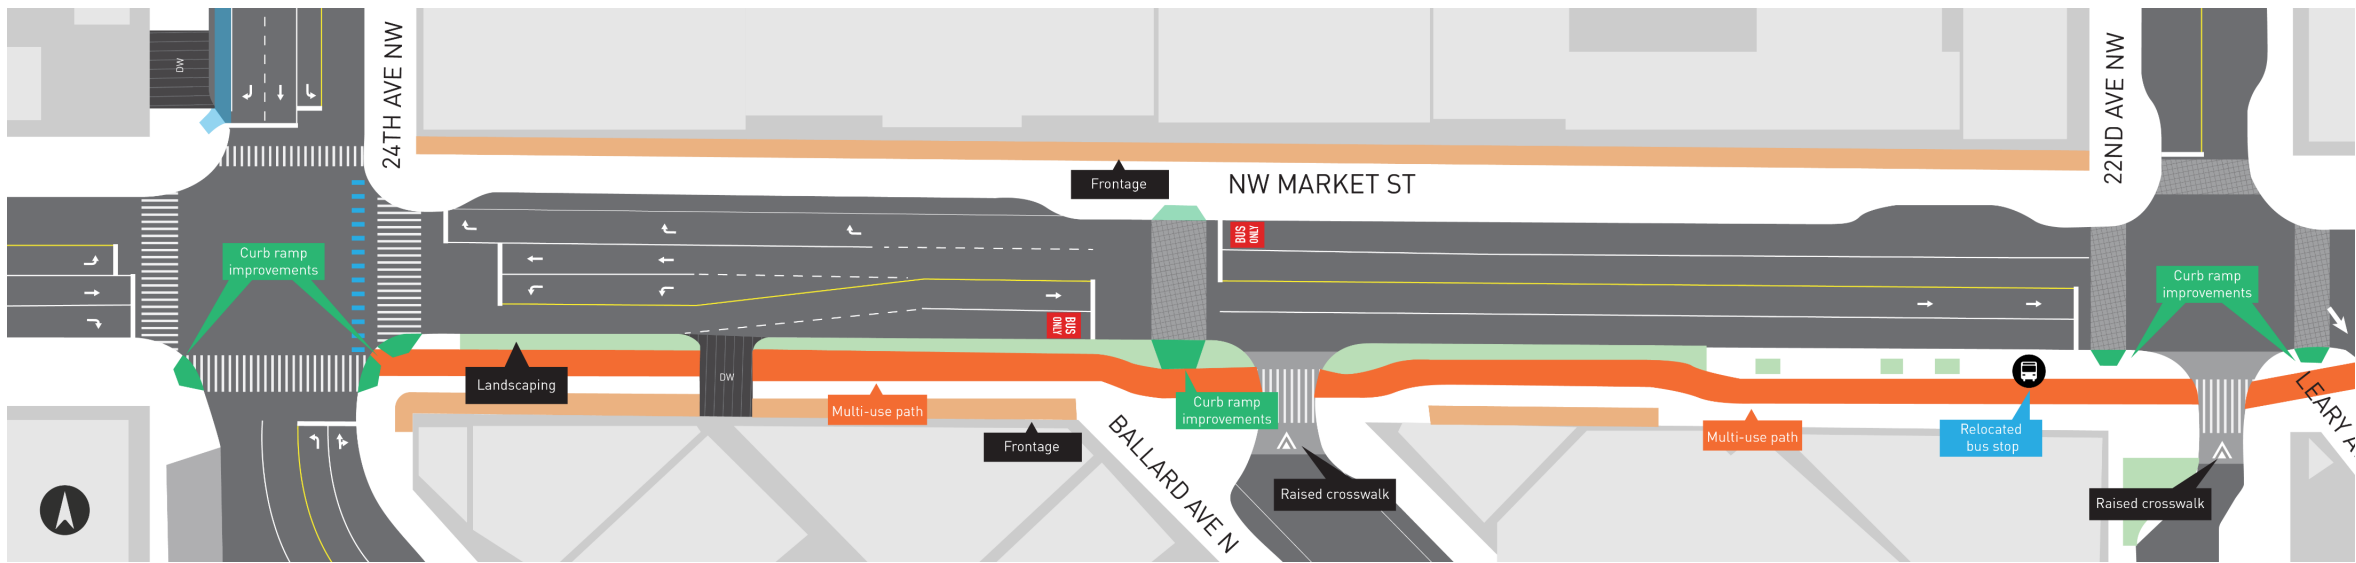 DW
24TH AVE NW
22ND AVE NW
Frontage
NW MARKET ST
BUS
ONLY
Curb ramp
improvements
Curb ramp
improvements
BUS
ONLY
Landscaping
DW
Multi-use path
Curb ramp
improvements
Frontage
BALLARD AVE N
Raised crosswalk
Multi-use path
Relocated
bus stop
LEARY A
Raised crosswalk